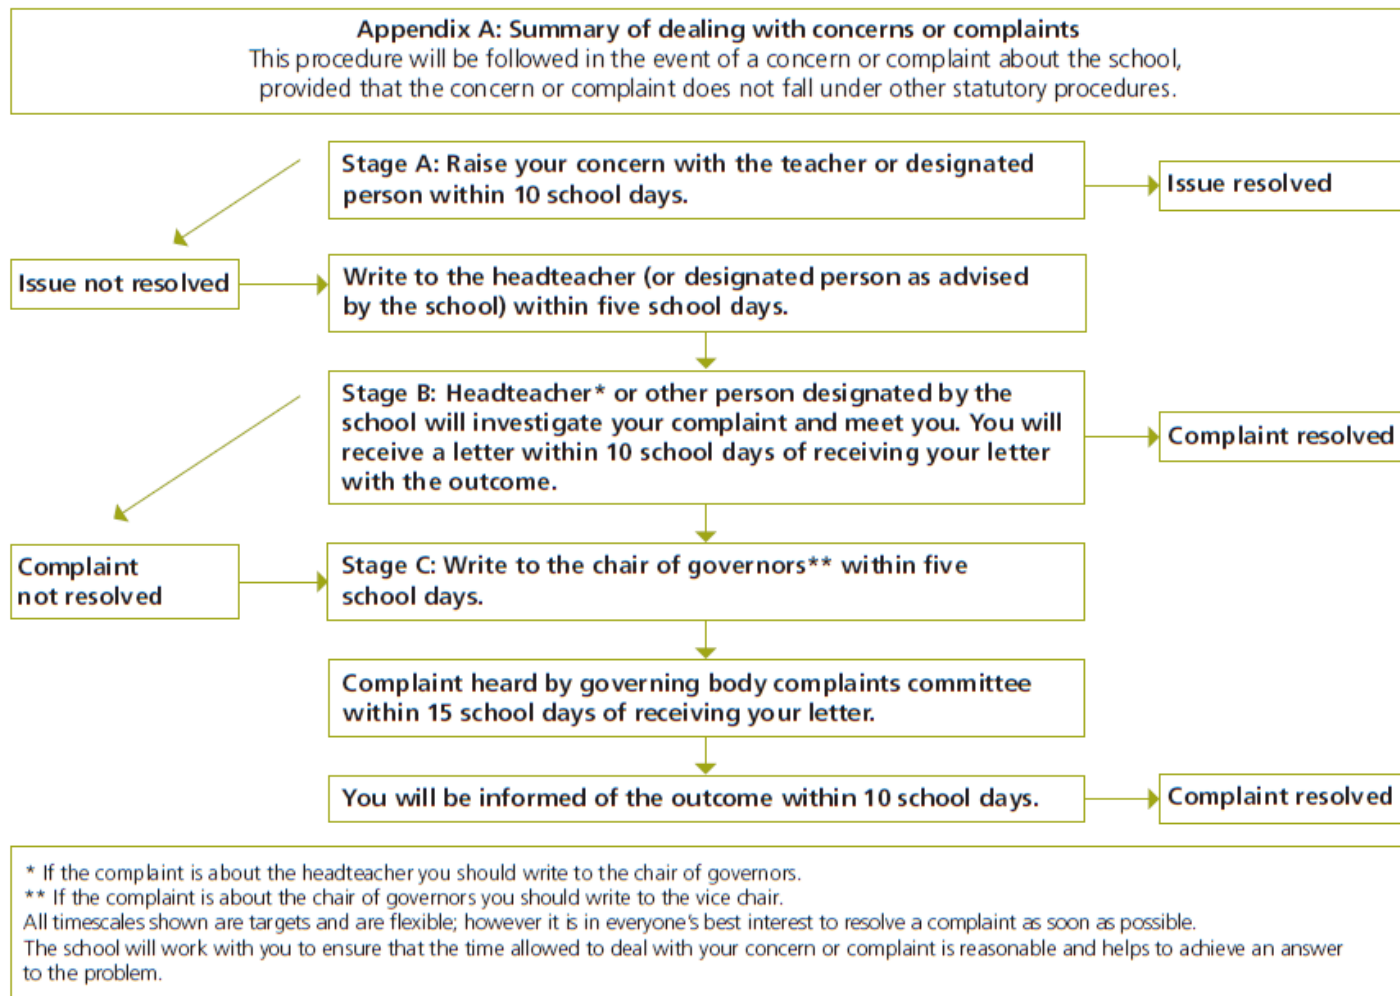 Appendix A: Summary of dealing with concerns or complaints
This procedure will be followed in the event of a concern or complaint about the school,
provided that the concern or complaint does not fall under other statutory procedures.
Stage A: Raise your concern with the teacher or designated
person within 10 school days.
Issue resolved
Issue not resolved
Write to the headteacher (or designated person as advised
by the school) within five school days.
Stage B: Headteacher* or other person designated by the
school will investigate your complaint and meet you. You will
receive a letter within 10 school days of receiving your letter
with the outcome.
Complaint resolved
Complaint
not resolved
Stage C: Write to the chair of governors** within five
school days.
Complaint heard by governing body complaints committee
within 15 school days of receiving your letter.
You will be informed of the outcome within 10 school days.
Complaint resolved
* If the complaint is about the headteacher you should write to the chair of governors.
** If the complaint is about the chair of governors you should write to the vice chair.
All timescales shown are targets and are flexible; however it is in everyone's best interest to resolve a complaint as soon as possible.
The school will work with you to ensure that the time allowed to deal with your concern or complaint is reasonable and helps to achieve an answer
to the problem.